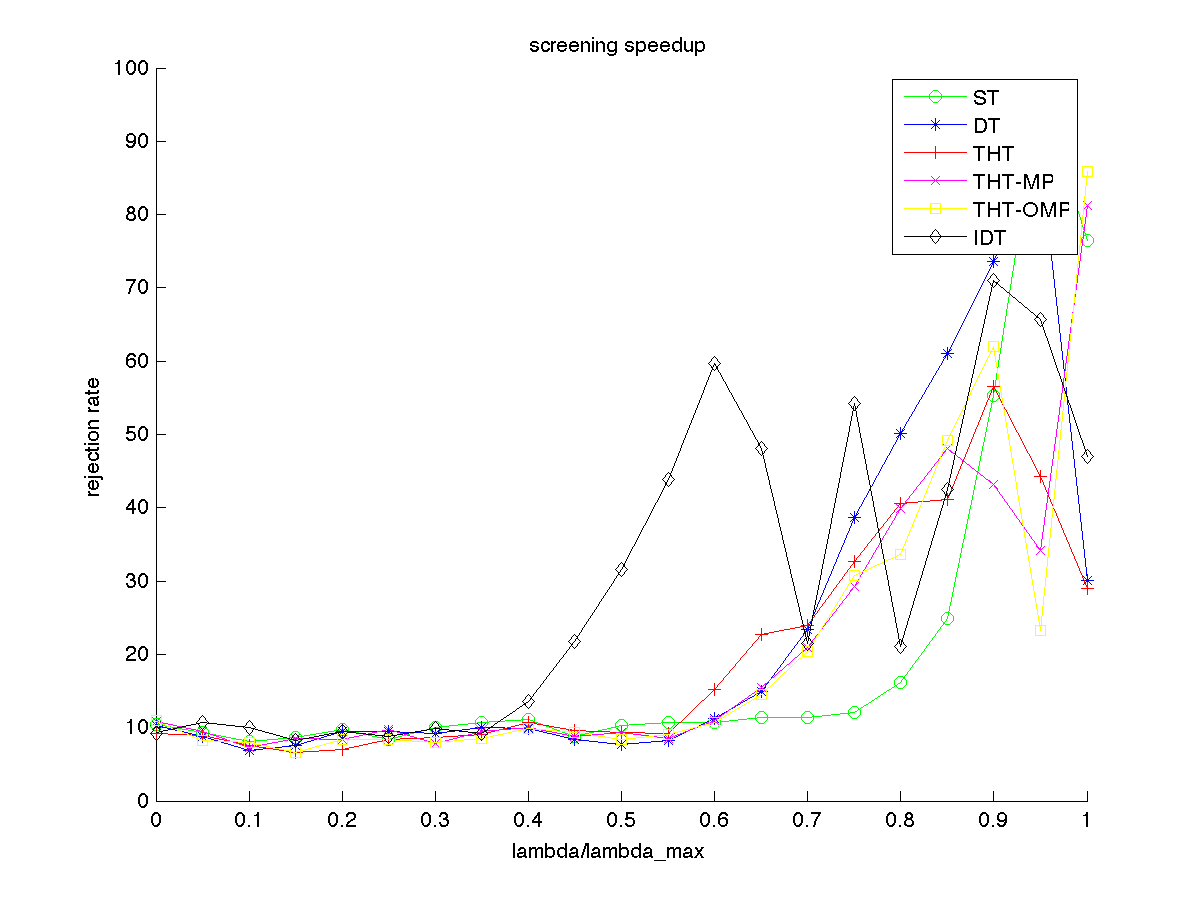 screening speedup
100
90
80
70
60
50
40
30
20
10
0
rejection rate
ST
DT
THT
THT-MP
THT-OMP
IDT
0 0.1 0.2 0.3 0.4 0.5 0.6 0.7 0.8 0.9 1
lambda/lambda_max